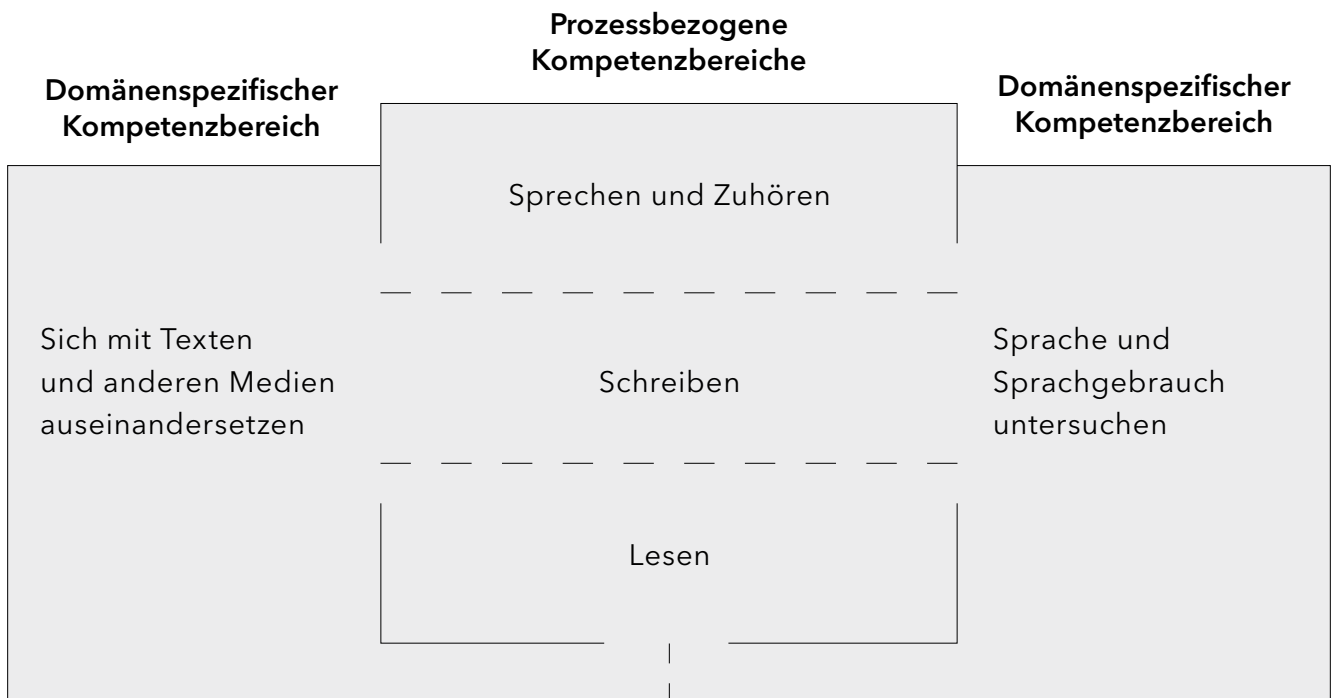 Prozessbezogene
Kompetenzbereiche
Domänenspezifischer
Kompetenzbereich
Domänenspezifischer
Kompetenzbereich
Sprechen und Zuhören
Sich mit Texten
und anderen Medien
auseinandersetzen
Schreiben
Sprache und
Sprachgebrauch
untersuchen
Lesen